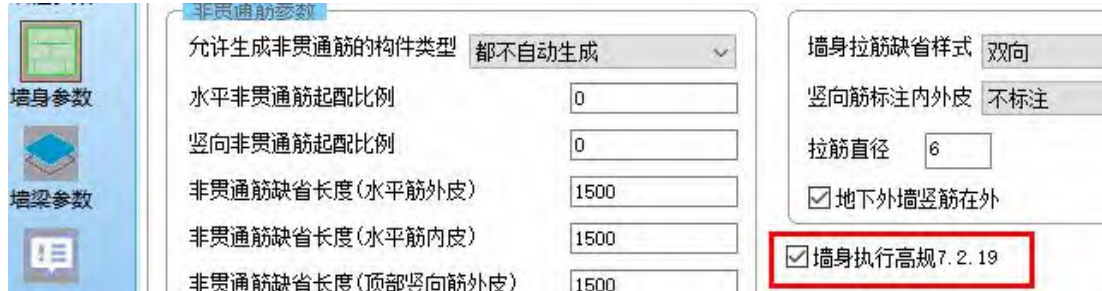 墙身参数
墙梁参数
非贯通筋参数
允许生成非贯通筋的构件类型 都不自动生成
水平非贯通筋起配比例 0
竖向非贯通筋起配比例 0
非贯通筋缺省长度(水平筋外皮) 1500
非贯通筋缺省长度(水平筋内皮) 1500
非贯通筋缺省长度(顶部竖向筋外皮) 1500
墙身拉筋缺省样式 双向
竖向筋标注内外皮 不标注
拉筋直径 6
地下外墙竖筋在外
墙身执行高规7.2.19